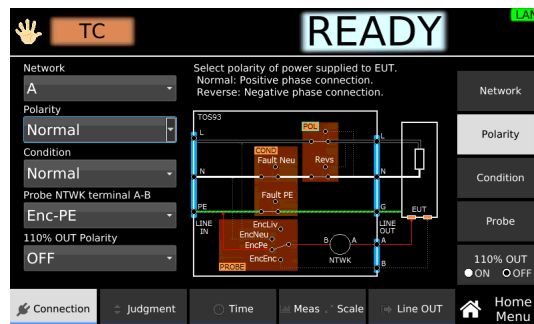 LAN
TC
READY
Network
A
Polarity
Normal
Condition
Normal
Probe NTWK terminal A-B
Enc-PE
110% OUT Polarity
OFF
Select polarity of power supplied to EUT.
Normal: Positive phase connection.
Reverse: Negative phase connection.
TOS93
L
POL
L
COND
Fault Neu
Revs
N
N
Fault PE
PE
G
EUT
LINE
IN
EncLiv
EncNeu
EncPe
EncEnc
PROBE
B
A
NTWK
LINE
OUT
A
B
Network
Polarity
Condition
Probe
110% OUT
ON OFF
Connection
Judgment
Time
Meas
Scale
Line OUT
Home
Menu